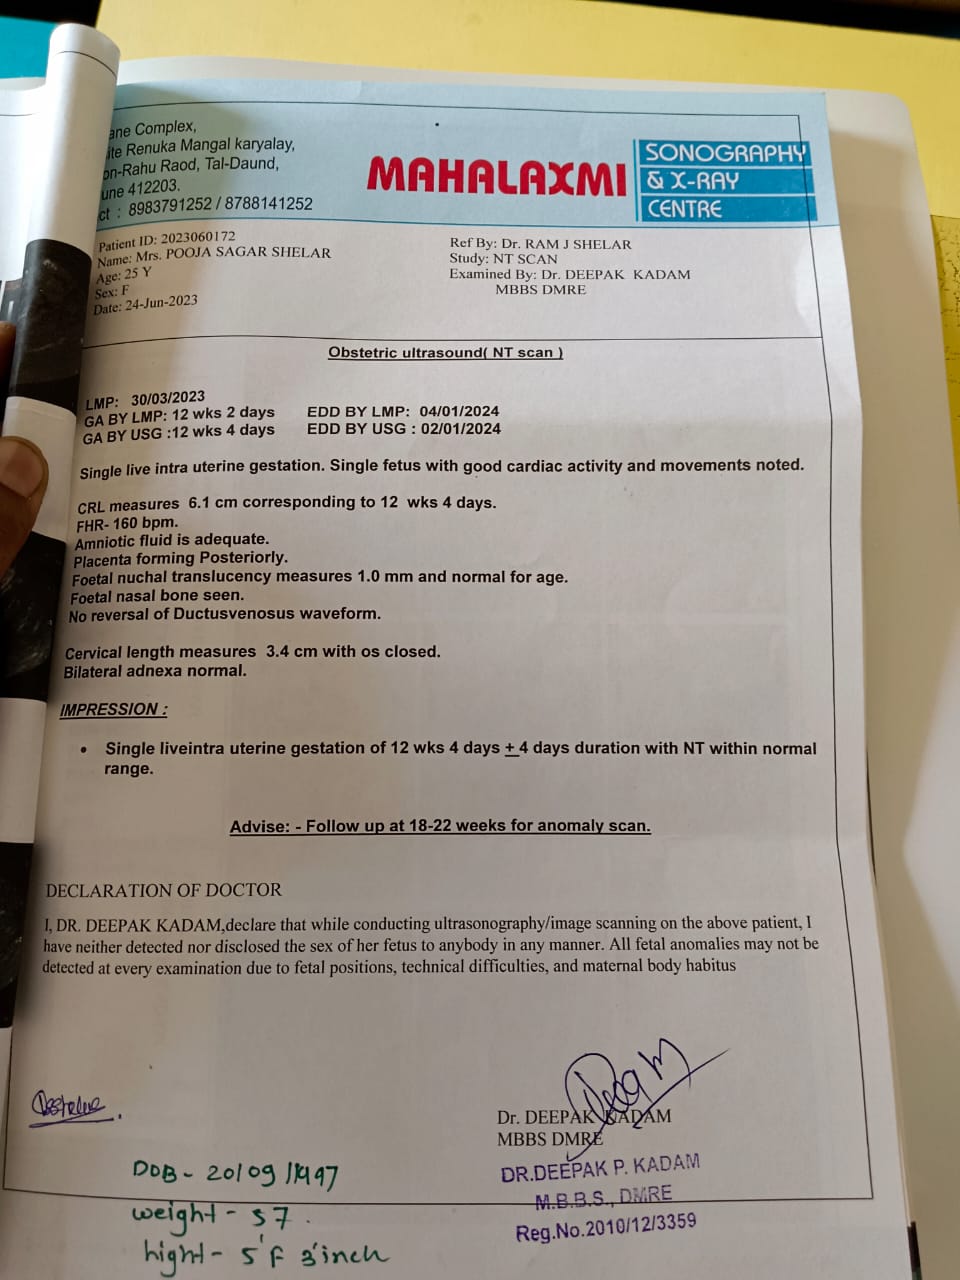 ane Complex,
ite Renuka Mangal karyalay,
on-Rahu Raod, Tal-Daund,
une 412203.
ct : 8983791252 / 8788141252
MAHALAXMI
SONOGRAPHY
& X-RAY
CENTRE
Patient ID: 2023060172
Name: Mrs. POOJA SAGAR SHELAR
Age: 25 Y
Sex: F
Date: 24-Jun-2023
Ref By: Dr. RAM J SHELAR
Study: NT SCAN
Examined By: Dr. DEEPAK KADAM
MBBS DMRE
Obstetric ultrasound( NT scan )
LMP: 30/03/2023
GA BY LMP: 12 wks 2 days EDD BY LMP: 04/01/2024
GA BY USG :12 wks 4 days EDD BY USG : 02/01/2024
Single live intra uterine gestation. Single fetus with good cardiac activity and movements noted.
CRL measures 6.1 cm corresponding to 12 wks 4 days.
FHR- 160 bpm.
Amniotic fluid is adequate.
Placenta forming Posteriorly.
Foetal nuchal translucency measures 1.0 mm and normal for age.
Foetal nasal bone seen.
No reversal of Ductusvenosus waveform.
Cervical length measures 3.4 cm with os closed.
Bilateral adnexa normal.
IMPRESSION :
• Single liveintra uterine gestation of 12 wks 4 days ± 4 days duration with NT within normal
range.
Advise: - Follow up at 18-22 weeks for anomaly scan.
DECLARATION OF DOCTOR
I, DR. DEEPAK KADAM,declare that while conducting ultrasonography/image scanning on the above patient, I
have neither detected nor disclosed the sex of her fetus to anybody in any manner. All fetal anomalies may not be
detected at every examination due to fetal positions, technical difficulties, and maternal body habitus
Dr. DEEPAK KADAM
MBBS DMRE
DR.DEEPAK P. KADAM
M.B.B.S., DMRE
Reg.No.2010/12/3359
DOB - 20/09/1997
weight - 57.
hight - 5'F 3'inch